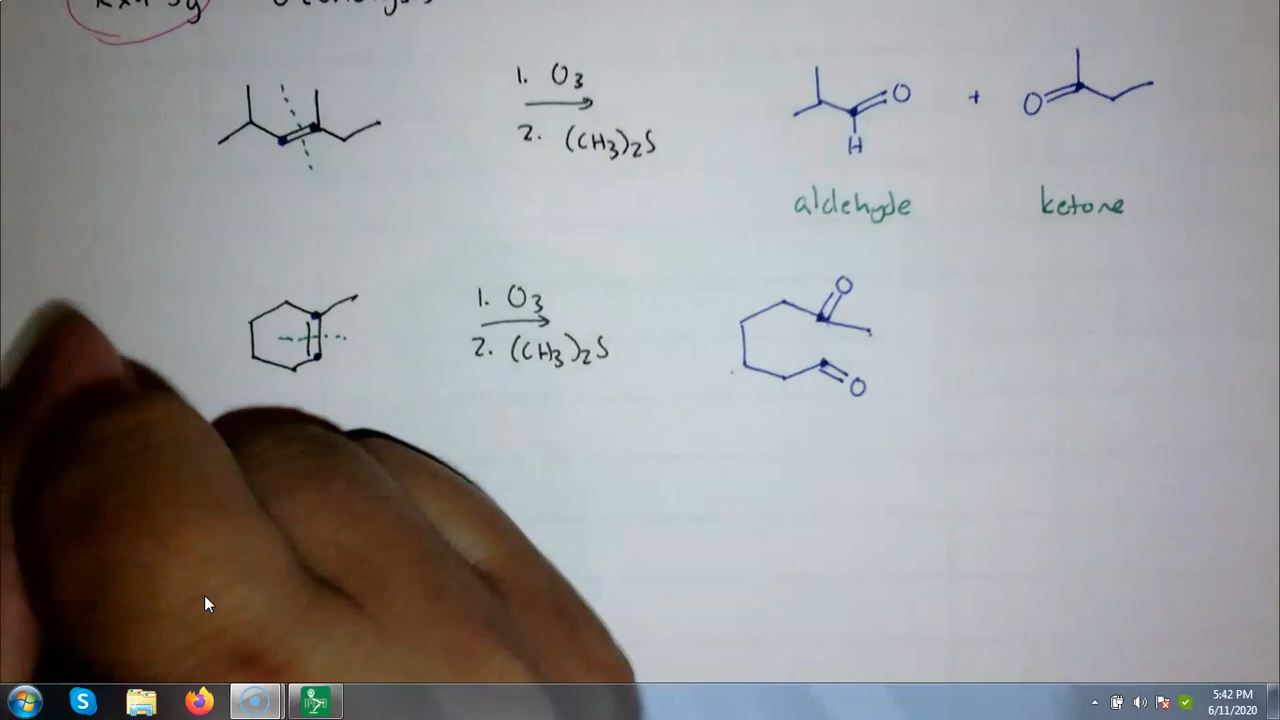 1. O3
2. (CH3)2S
O
H
+
O
aldehyde
ketone
1. O3
2. (CH3)2S
O
O
5:42 PM
6/11/2020